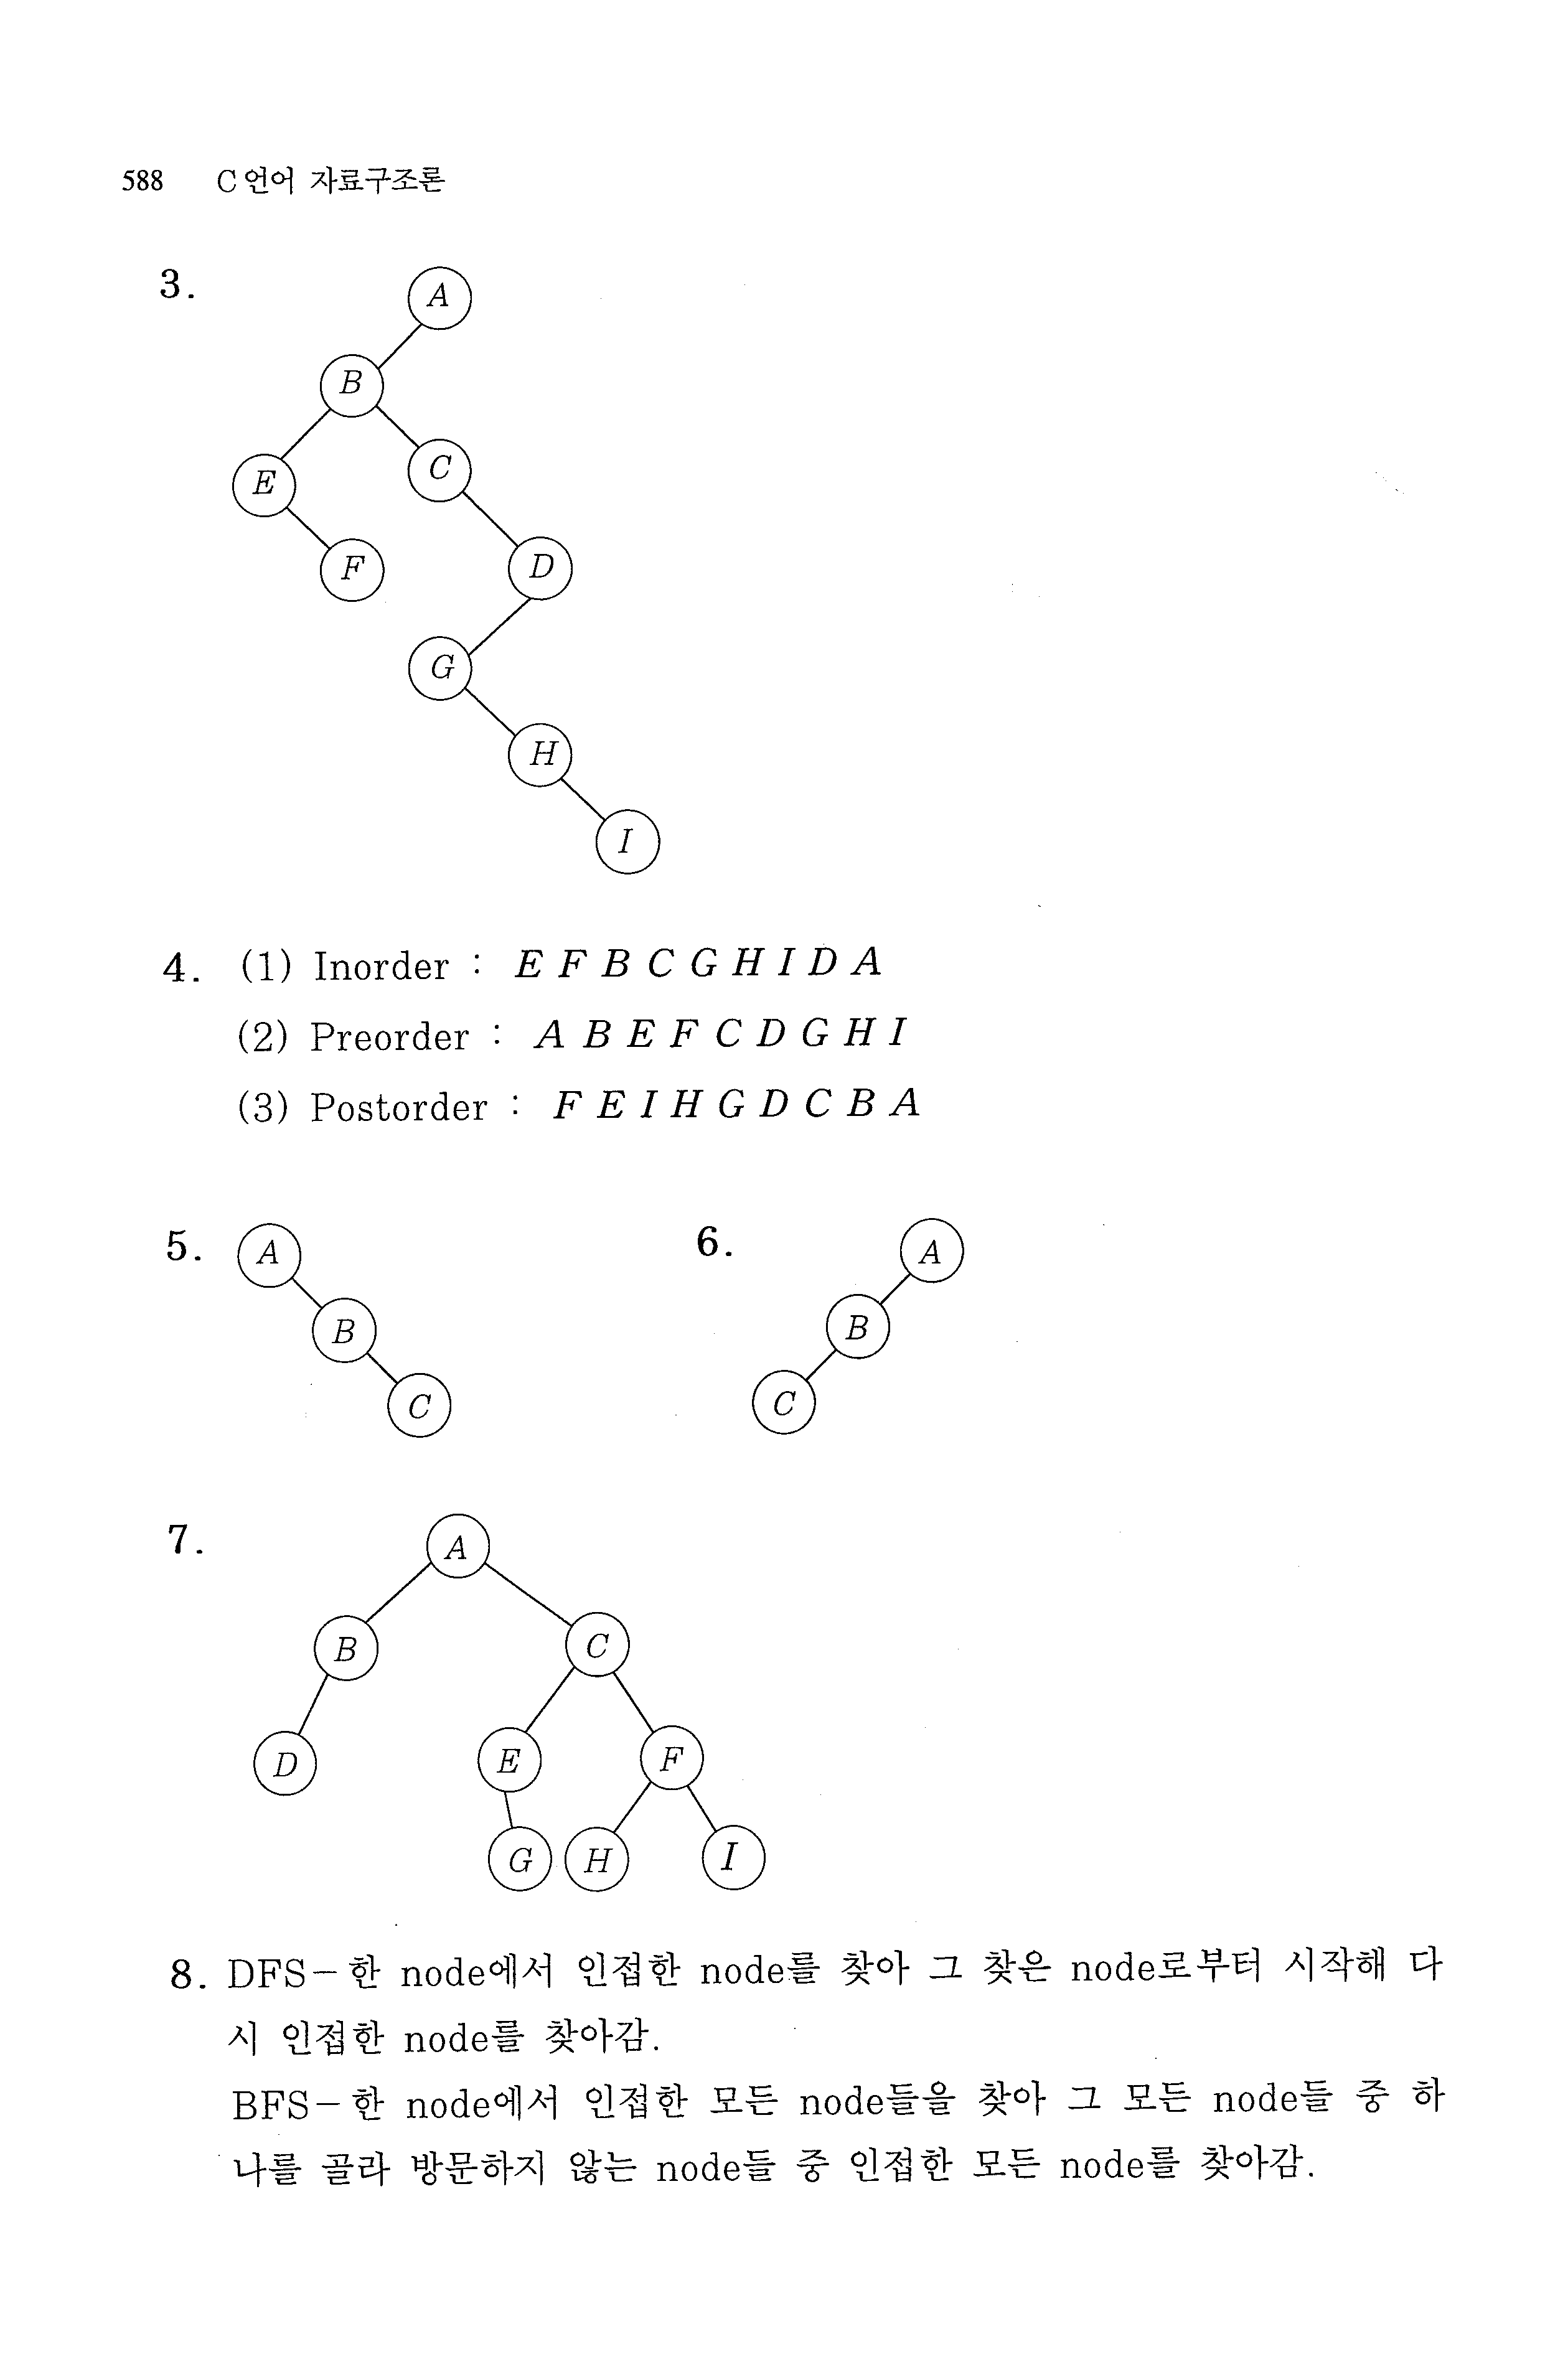 588 C언어 자료구조론
3.
A
B
E C
F D
G
H
I
4. (1) Inorder : E F B C G H I D A
(2) Preorder : A B E F C D G H I
(3) Postorder : F E I H G D C B A
5. A
B
C
6. A
B
C
7. A
B C
D E F
G H I
8. DFS-한 node에서 인접한 node를 찾아 그 찾은 node로부터 시작해 다
시 인접한 node를 찾아감.
BFS-한 node에서 인접한 모든 node들을 찾아 그 모든 node들 중 하
나를 골라 방문하지 않는 node들 중 인접한 모든 node를 찾아감.